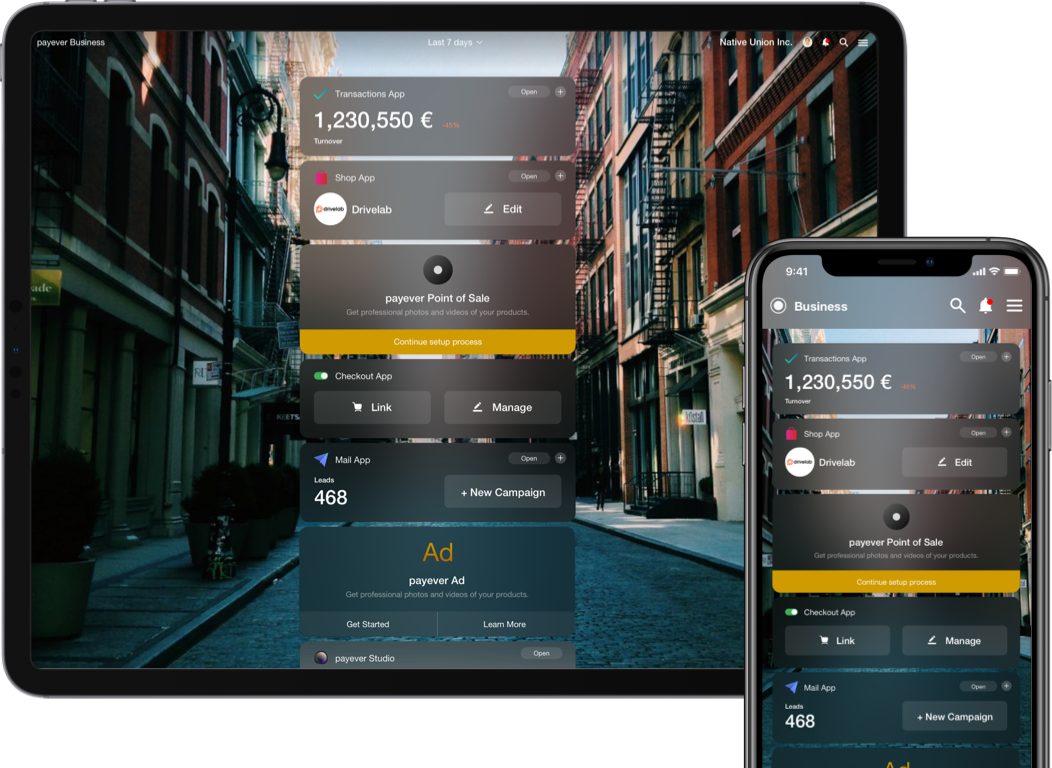 payever Business
Last 7 days
Native Union Inc.
Transactions App
Open
1,230,550 €
-45%
Turnover
Shop App
Open
drivelab
Drivelab
Edit
payever Point of Sale
Get professional photos and videos of your products.
Continue setup process
Checkout App
Link
Manage
Mail App
Open
Leads
468
+ New Campaign
Ad
payever Ad
Get professional photos and videos of your products.
Get Started
Learn More
payever Studio
Open
9:41
Business
Transactions App
Open
1,230,550 €
-45%
Turnover
Shop App
Open
drivelab
Drivelab
Edit
payever Point of Sale
Get professional photos and videos of your products.
Continue setup process
Checkout App
Link
Manage
Mail App
Open
Leads
468
+ New Campaign
Ad